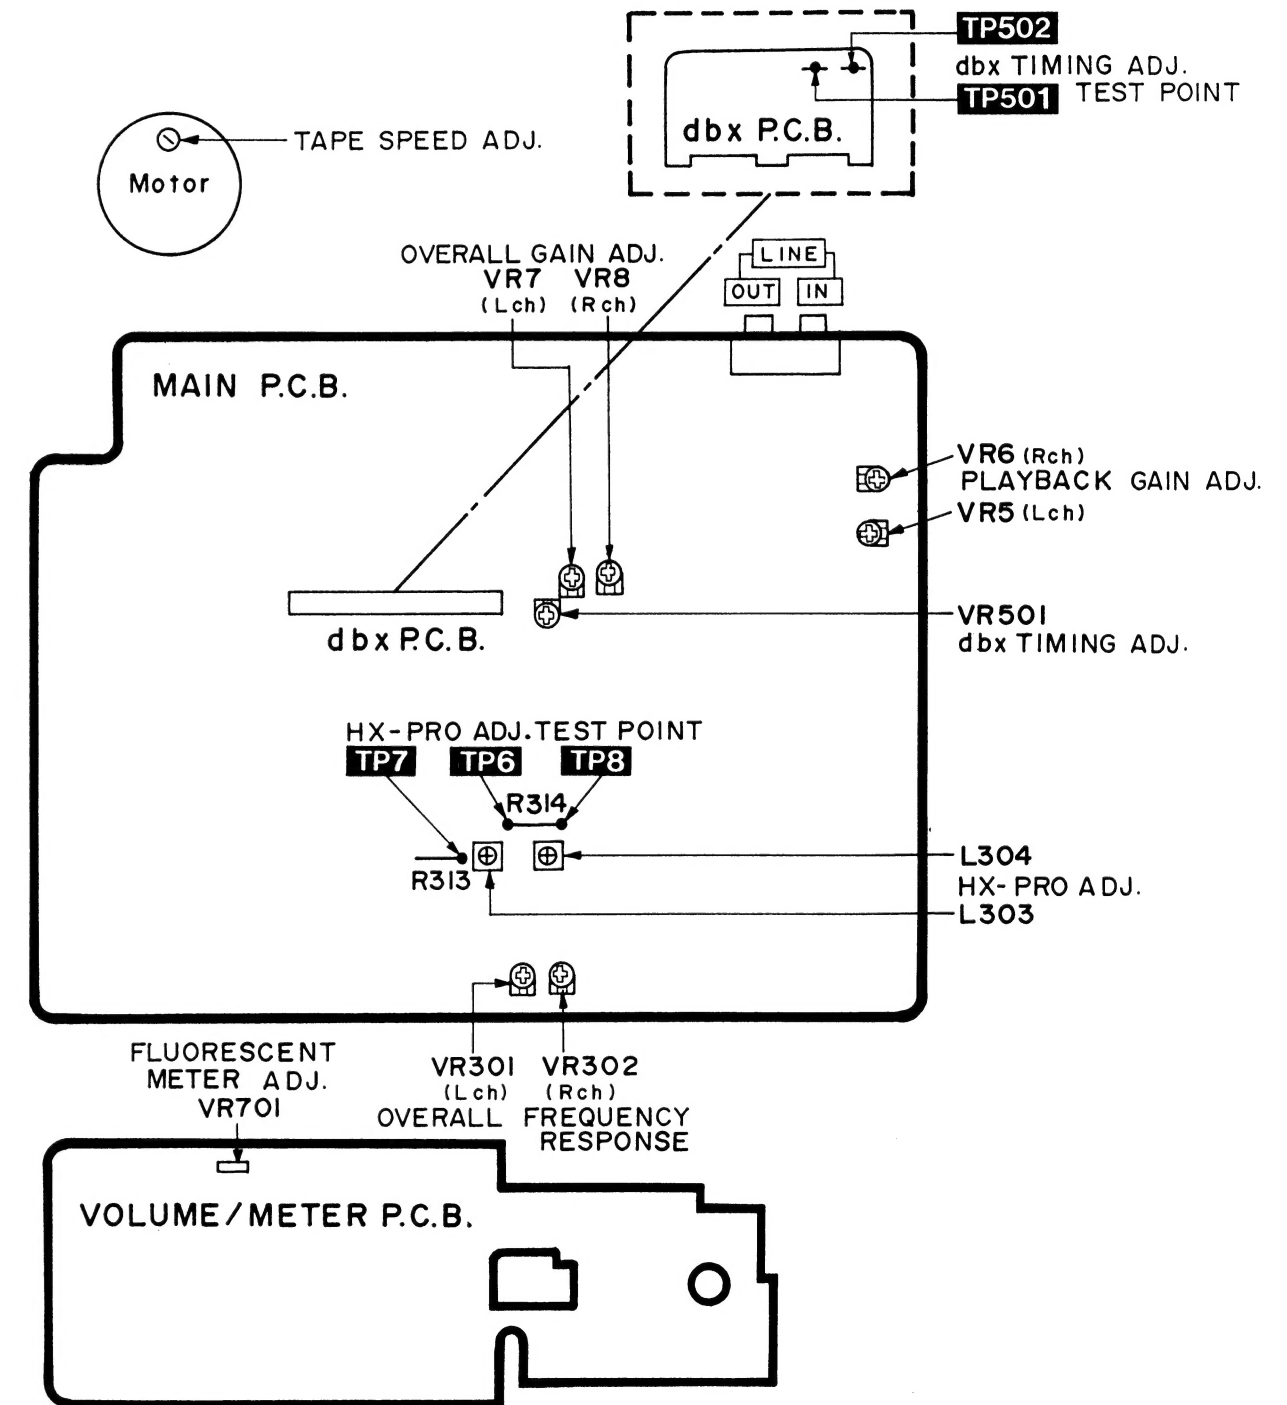 TP502
dbx TIMING ADJ.
TP501 TEST POINT
dbx P.C.B.
TAPE SPEED ADJ.
Motor
OVERALL GAIN ADJ.
VR7 VR8
(Lch) (Rch)
LINE
OUT IN
MAIN P.C.B.
VR6 (Rch)
PLAYBACK GAIN ADJ.
VR5 (Lch)
VR501
dbx TIMING ADJ.
dbx P.C.B.
HX-PRO ADJ. TEST POINT
TP7 TP6 TP8
R314
R313
L304
HX-PRO ADJ.
L303
FLUORESCENT
METER ADJ.
VR701
VR301 VR302
(Lch) (Rch)
OVERALL FREQUENCY
RESPONSE
VOLUME/METER P.C.B.